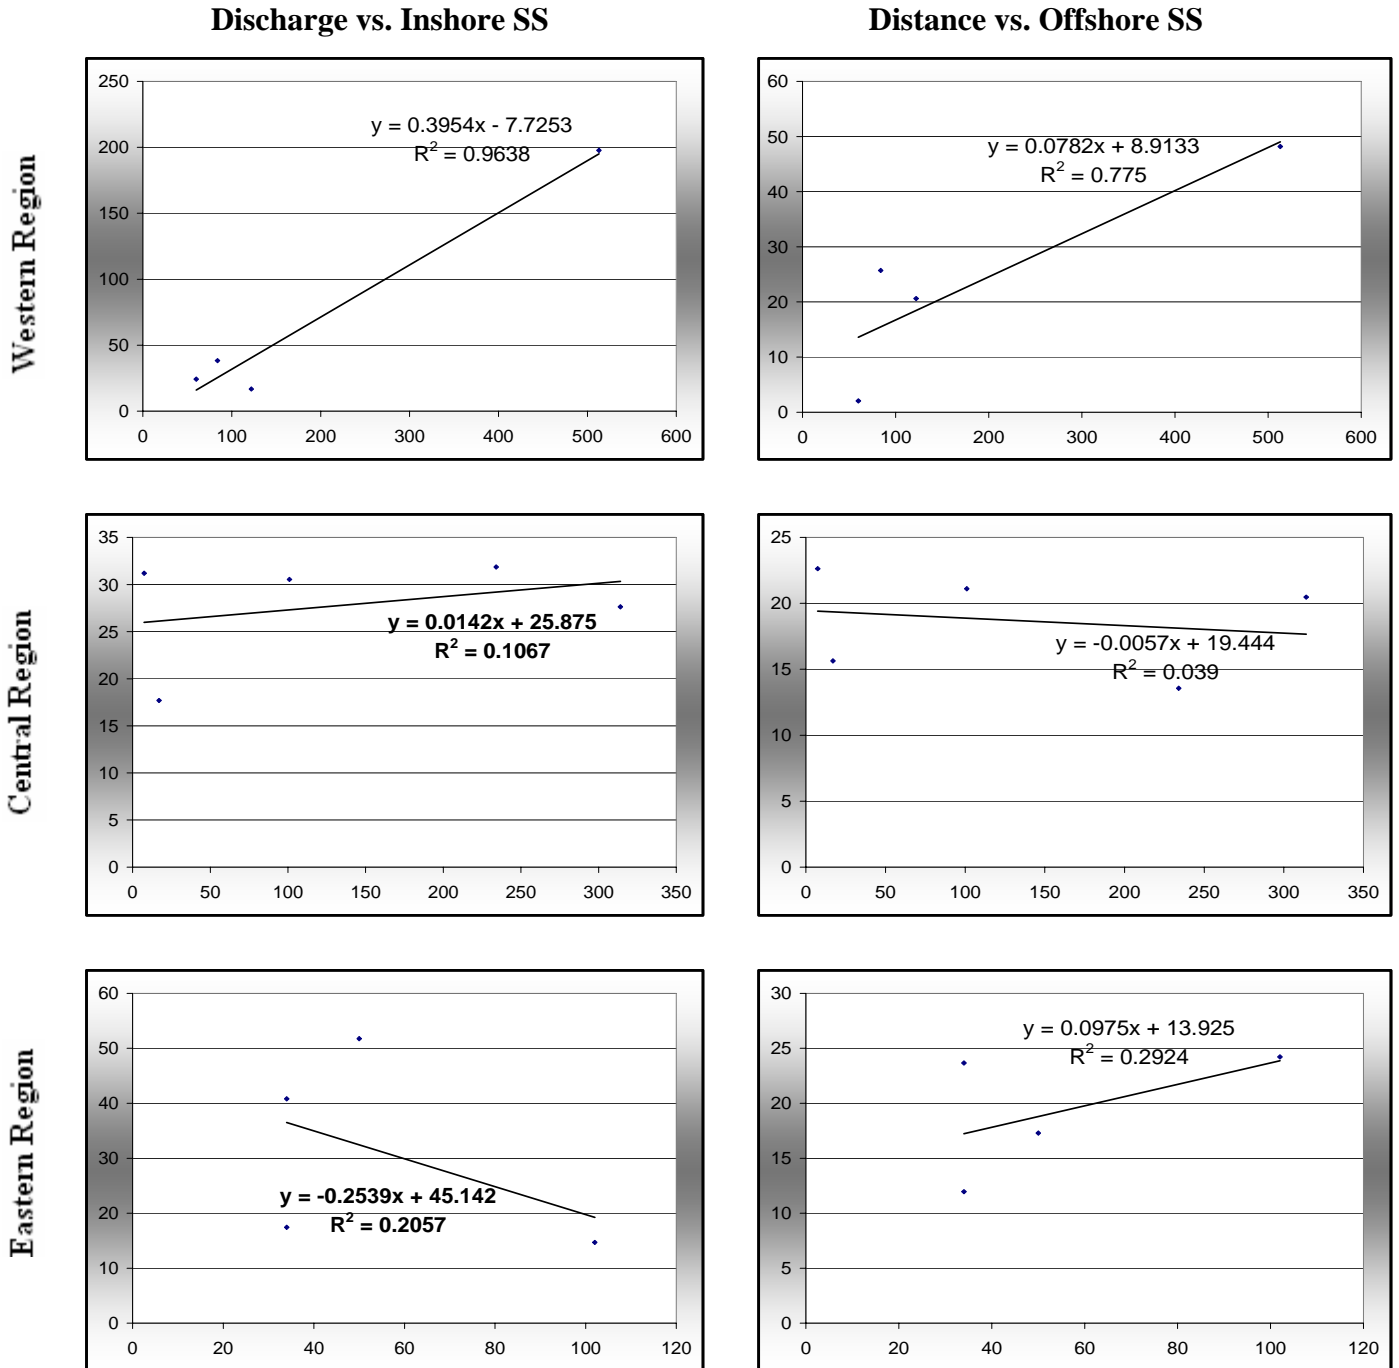 Discharge vs. Inshore SS
Distance vs. Offshore SS
Western Region
250
200
150
100
50
0
y = 0.3954x - 7.7253
R² = 0.9638
0 100 200 300 400 500 600
60
50
40
30
20
10
0
y = 0.0782x + 8.9133
R² = 0.775
0 100 200 300 400 500 600
Central Region
35
30
25
20
15
10
5
0
y = 0.0142x + 25.875
R² = 0.1067
0 50 100 150 200 250 300 350
25
20
15
10
5
0
y = -0.0057x + 19.444
R² = 0.039
0 50 100 150 200 250 300 350
Eastern Region
60
50
40
30
20
10
0
y = -0.2539x + 45.142
R² = 0.2057
0 20 40 60 80 100 120
30
25
20
15
10
5
0
y = 0.0975x + 13.925
R² = 0.2924
0 20 40 60 80 100 120